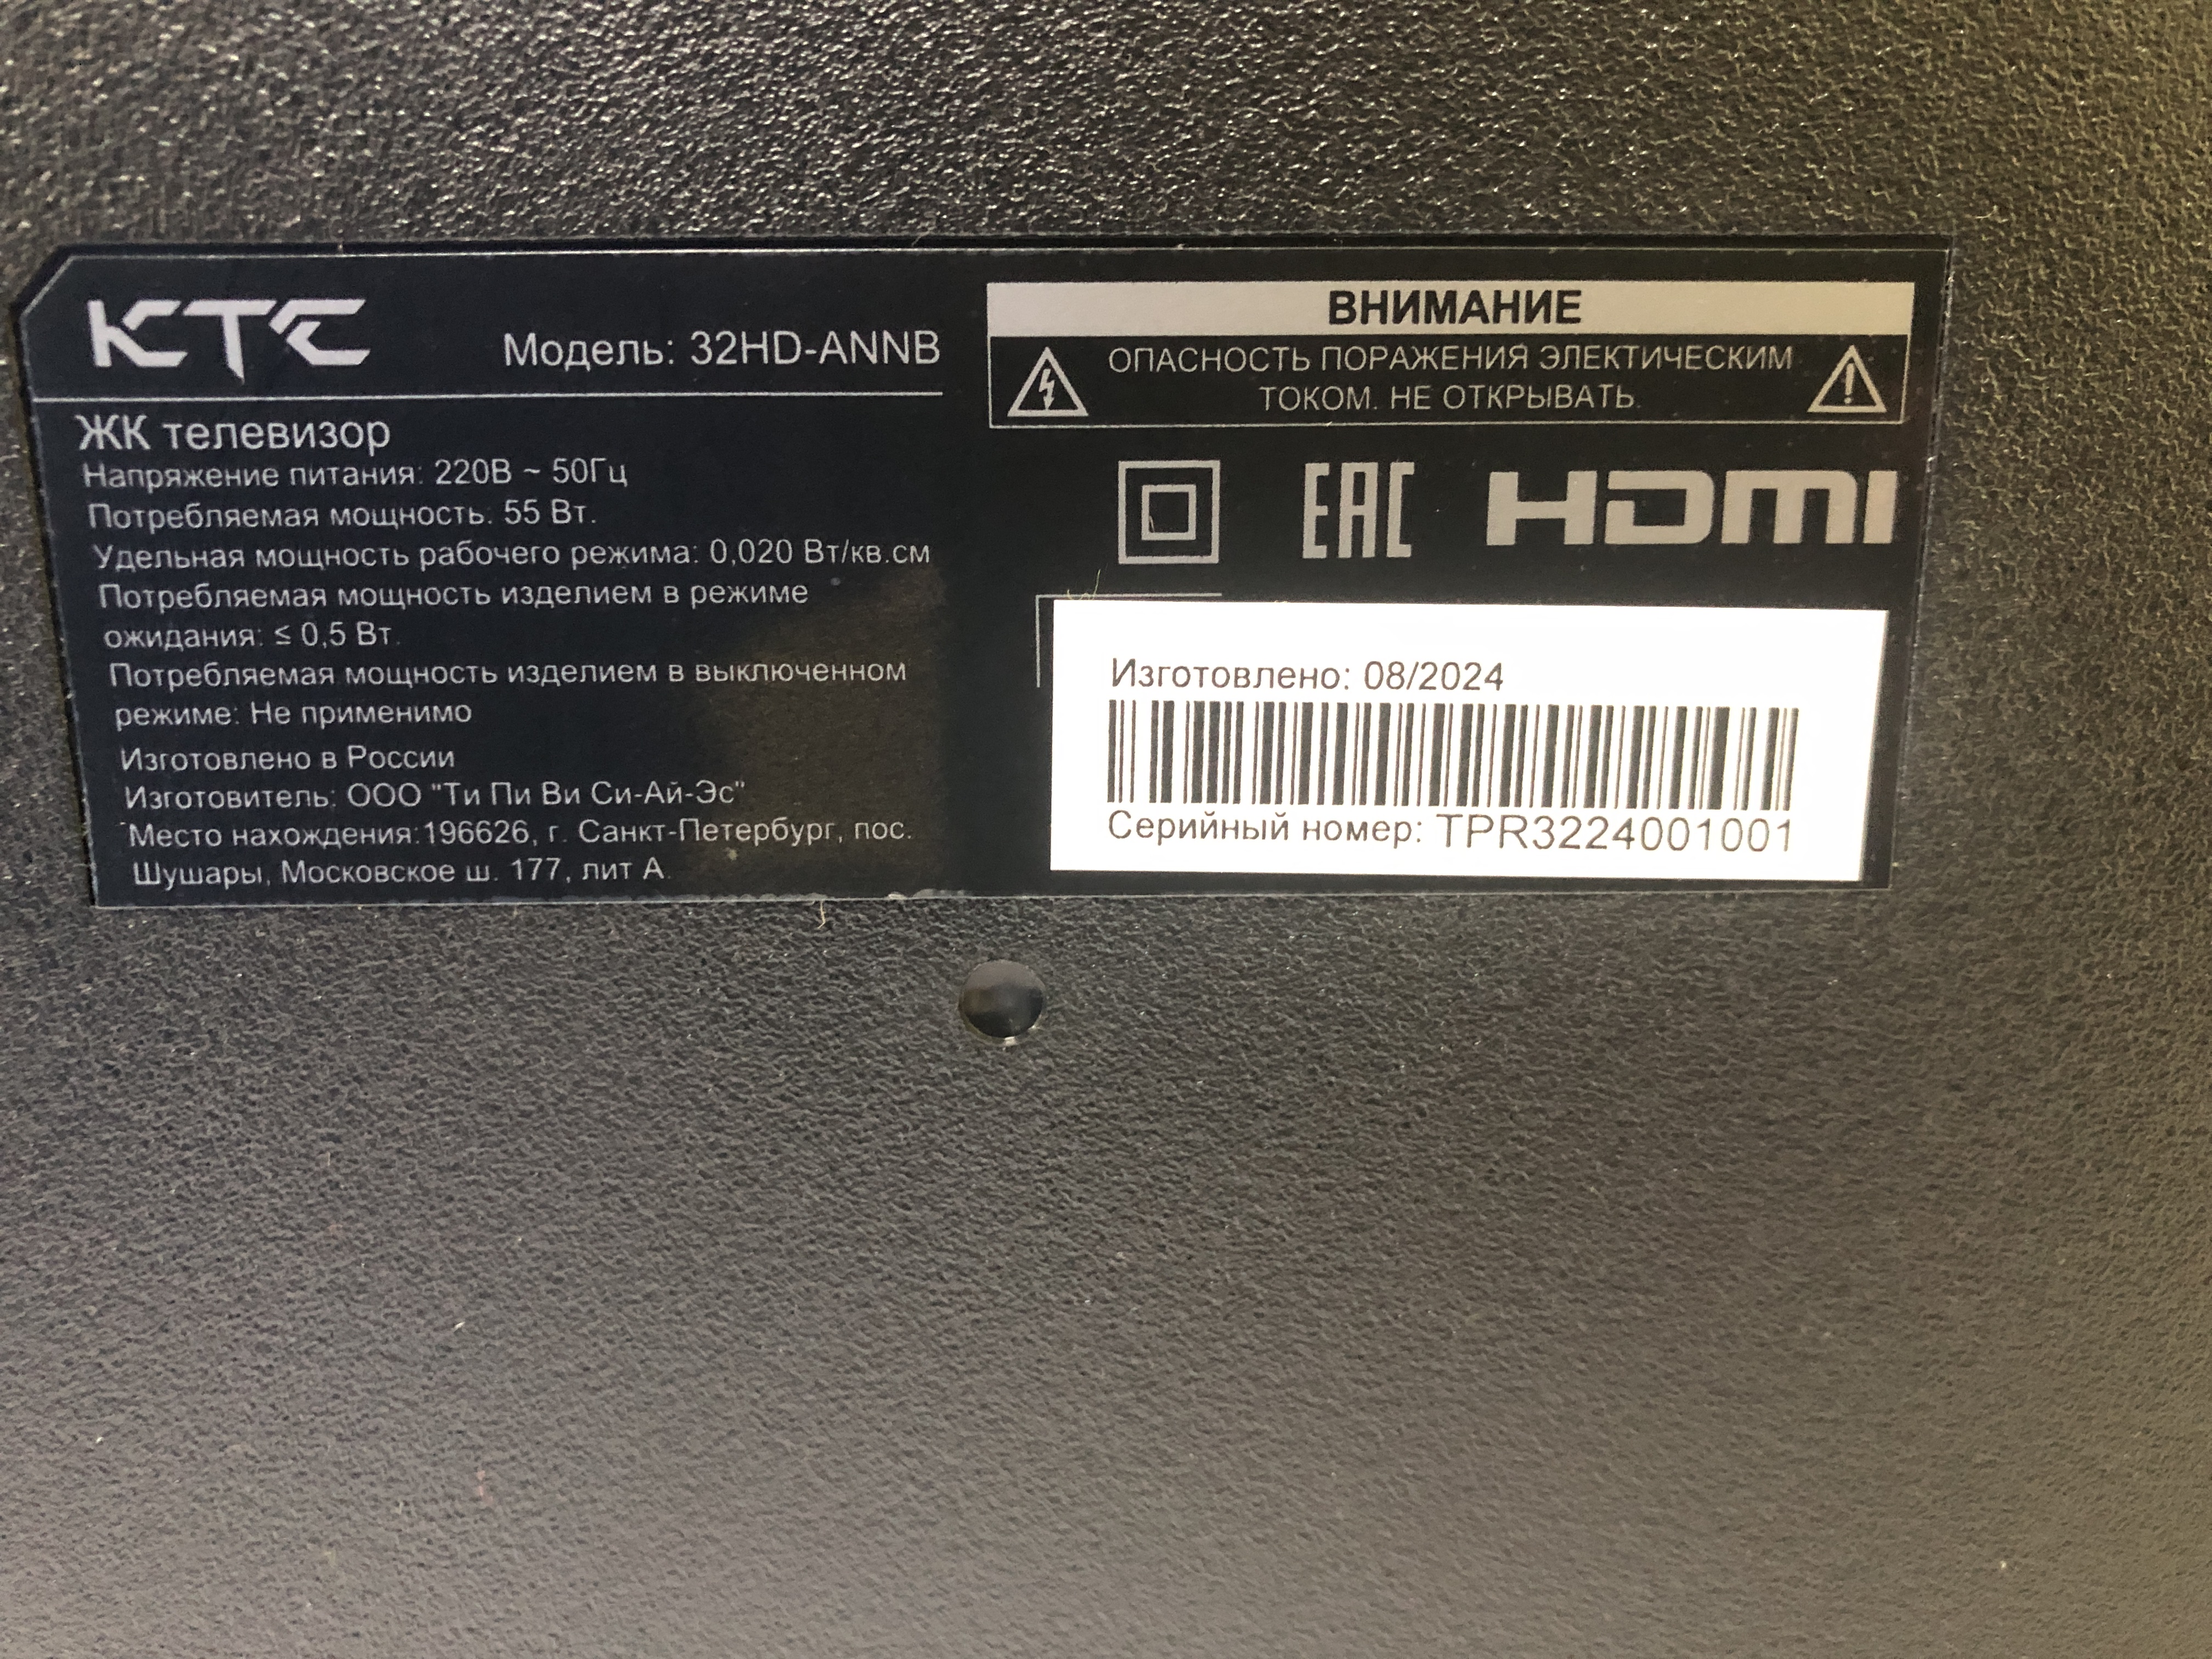 KTC
Модель: 32HD-ANNB
ЖК телевизор
Напряжение питания: 220В ~ 50Гц
Потребляемая мощность: 55 Вт.
Удельная мощность рабочего режима: 0,020 Вт/кв.см
Потребляемая мощность изделием в режиме
ожидания: ≤ 0,5 Вт.
Потребляемая мощность изделием в выключенном
режиме: Не применимо
Изготовлено в России
Изготовитель: ООО "Ти Пи Ви Си-Ай-Эс"
Место нахождения:196626, г. Санкт-Петербург, пос.
Шушары, Московское ш. 177, лит А.
ВНИМАНИЕ
ОПАСНОСТЬ ПОРАЖЕНИЯ ЭЛЕКТИЧЕСКИМ
ТОКОМ. НЕ ОТКРЫВАТЬ.
EAC HDMI
Изготовлено: 08/2024
Серийный номер: TPR3224001001